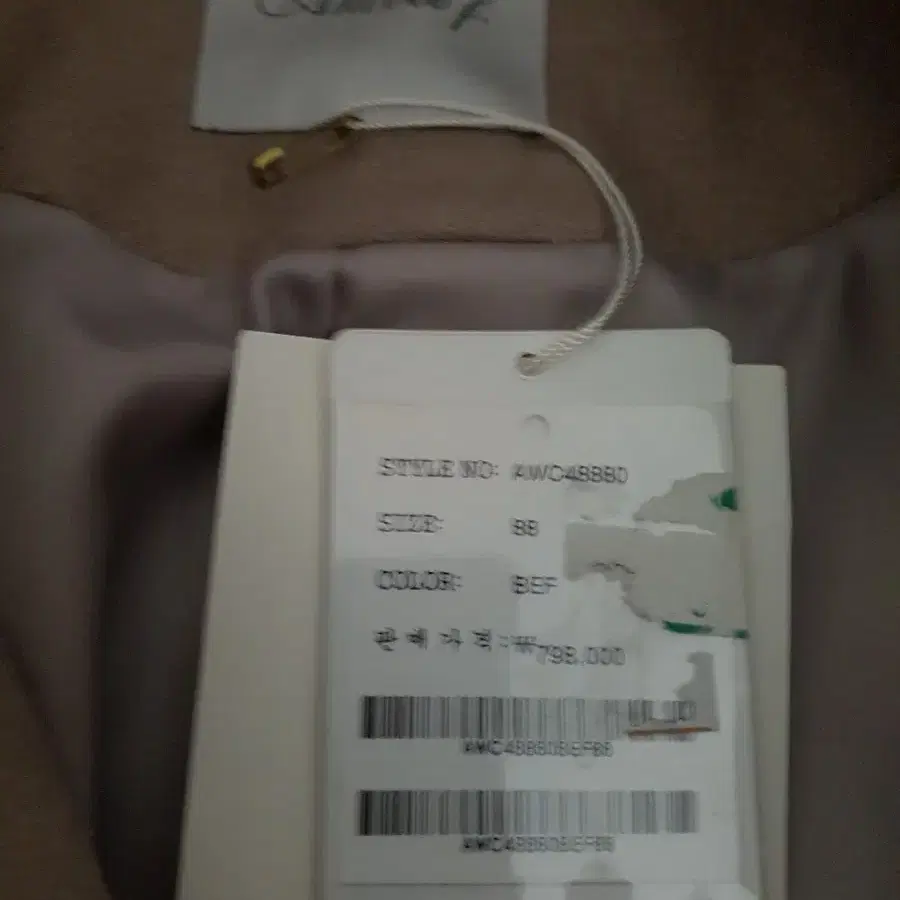 STYLE NO: AWC48880
SIZE: 88
COLOR: BEF
판매가격:₩798,000
AWC48880BEF88
AWC48880BEF88